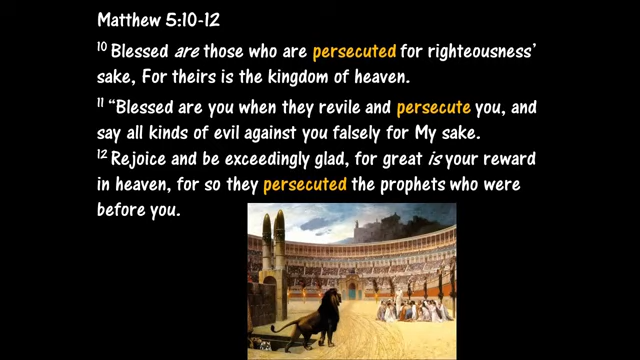 Matthew 5:10-12
10 Blessed are those who are persecuted for righteousness'
sake, For theirs is the kingdom of heaven.
11 “Blessed are you when they revile and persecute you, and
say all kinds of evil against you falsely for My sake.
12 Rejoice and be exceedingly glad, for great is your reward
in heaven, for so they persecuted the prophets who were
before you.